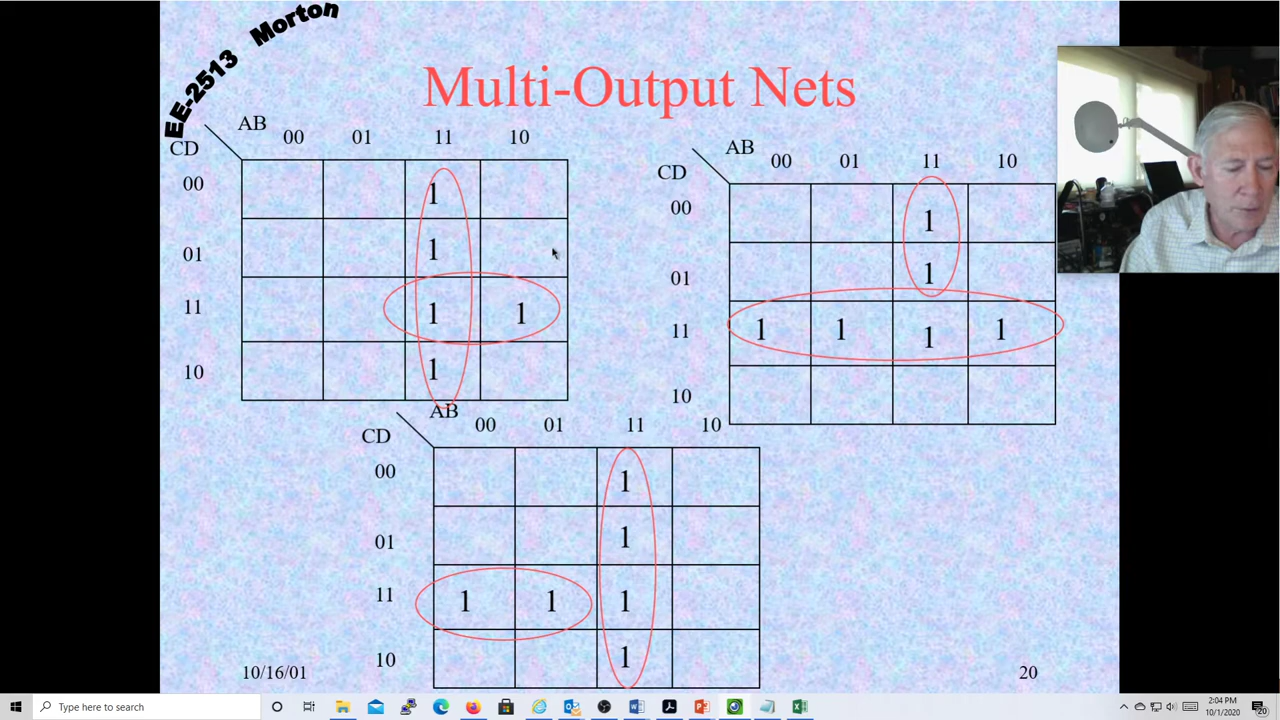 EE-2513 Morton
Multi-Output Nets
AB
00 01 11 10
CD
00 1
01 1
11 1 1
10 1
AB
00 01 11 10
CD
00 1
01 1
11 1 1 1 1
10
AB
00 01 11 10
CD
00 1
01 1
11 1 1 1
10 1
10/16/01
20
Type here to search
2:04 PM
10/1/2020
20